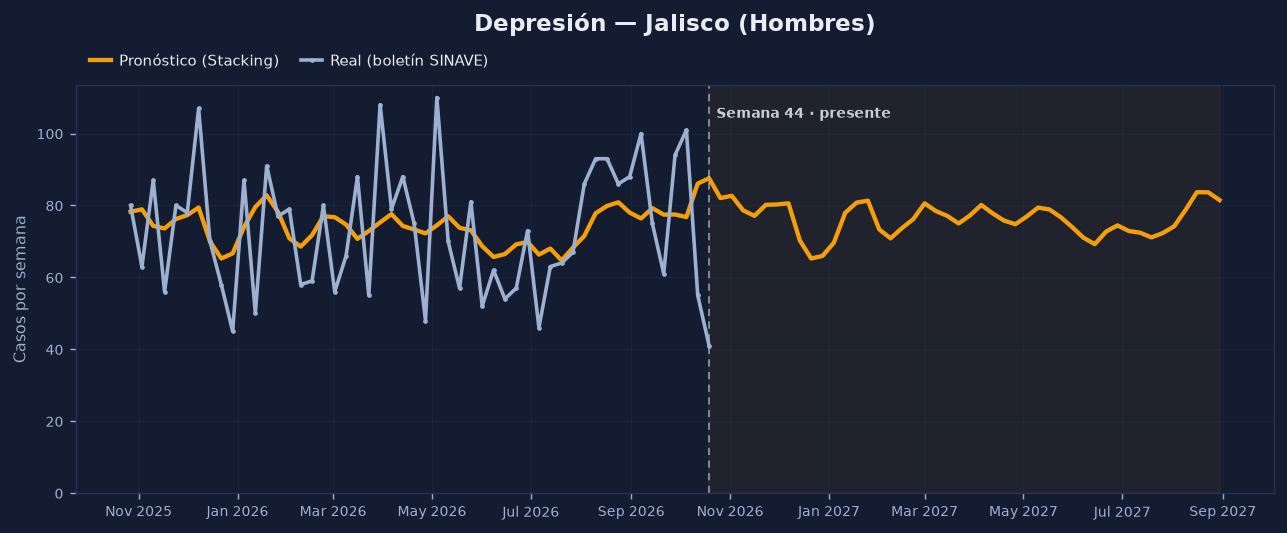 Depresión — Jalisco (Hombres)
Pronóstico (Stacking)
Real (boletín SINAVE)
Semana 44 · presente
Casos por semana
100
80
60
40
20
0
Nov 2025
Jan 2026
Mar 2026
May 2026
Jul 2026
Sep 2026
Nov 2026
Jan 2027
Mar 2027
May 2027
Jul 2027
Sep 2027